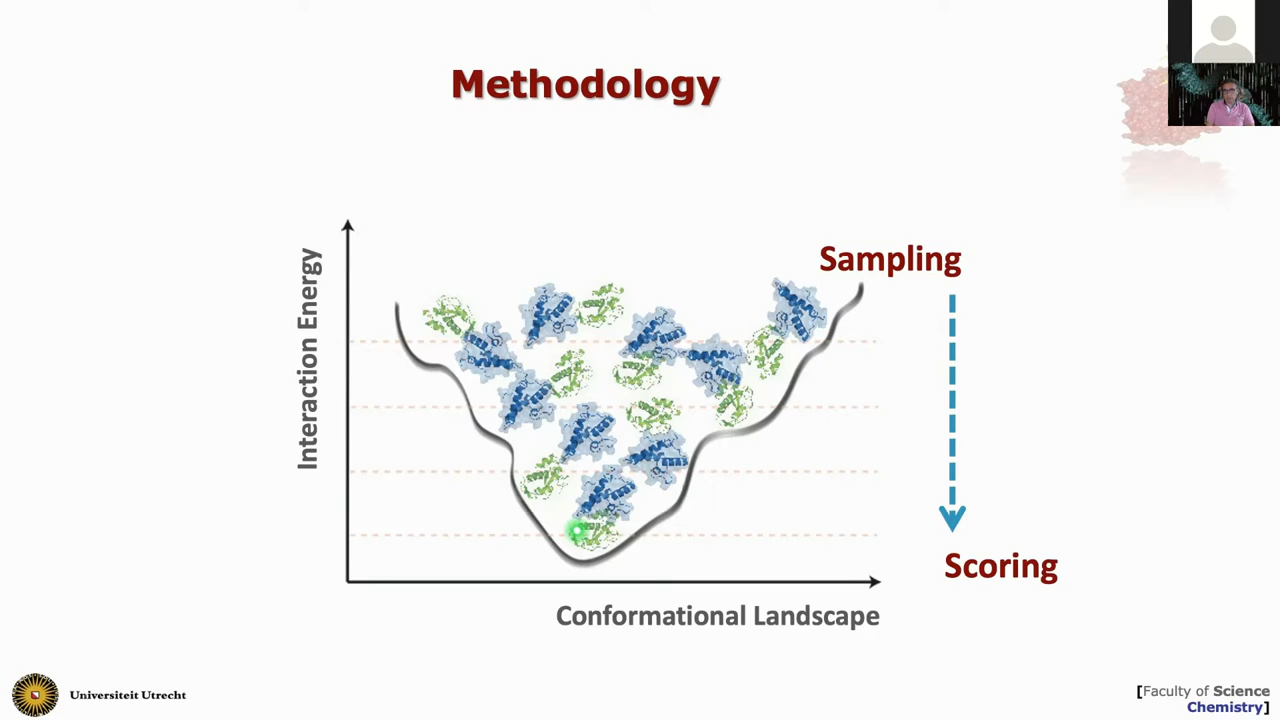 Methodology
Interaction Energy
Sampling
Scoring
Conformational Landscape
Universiteit Utrecht
[Faculty of Science
Chemistry]